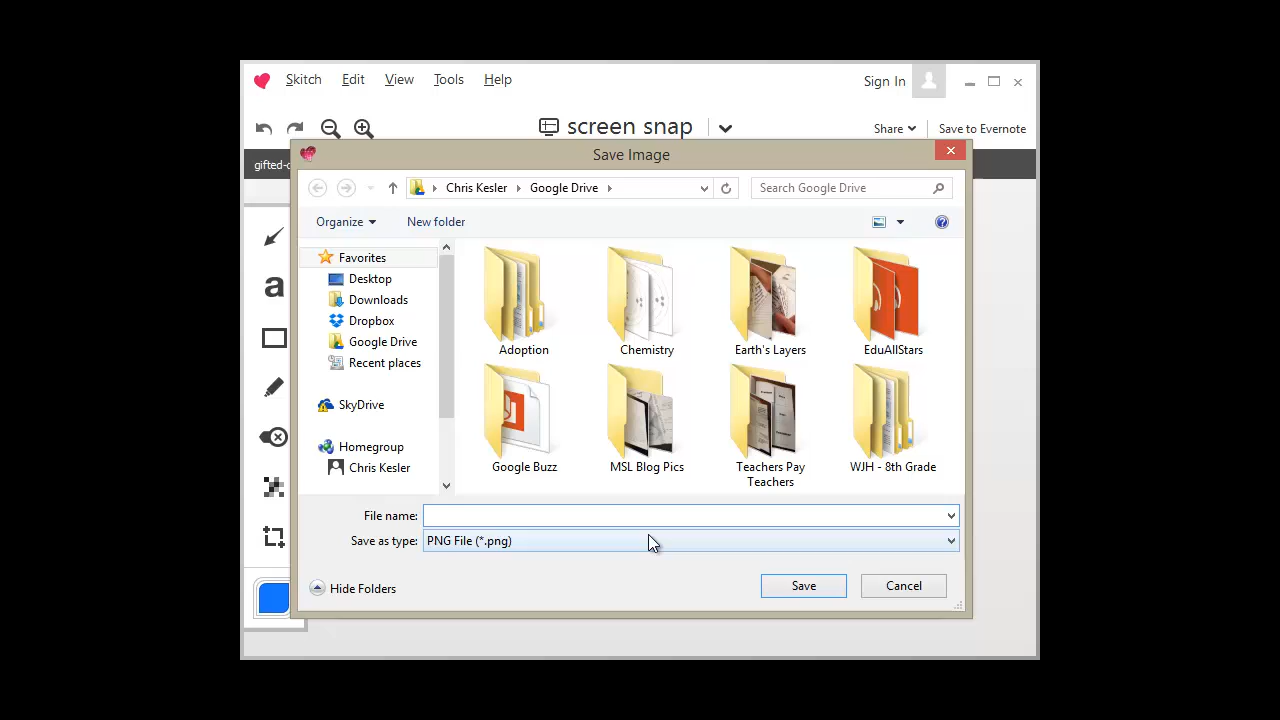 Skitch Edit View Tools Help Sign In
screen snap Share Save to Evernote
gifted-c
Save Image
Chris Kesler Google Drive Search Google Drive
Organize New folder
Favorites
Desktop
Downloads
Dropbox
Google Drive
Recent places
SkyDrive
Homegroup
Chris Kesler
Adoption Chemistry Earth's Layers EduAllStars
Google Buzz MSL Blog Pics Teachers Pay Teachers WJH - 8th Grade
File name:
Save as type: PNG File (*.png)
Hide Folders Save Cancel
a